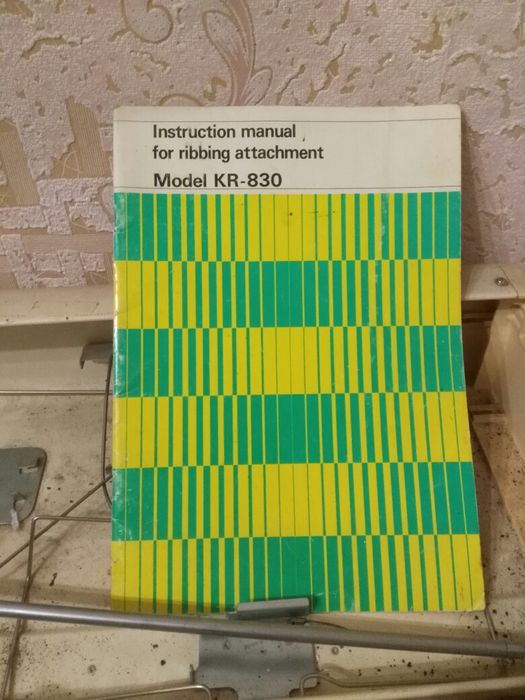 Instruction manual
for ribbing attachment
Model KR-830